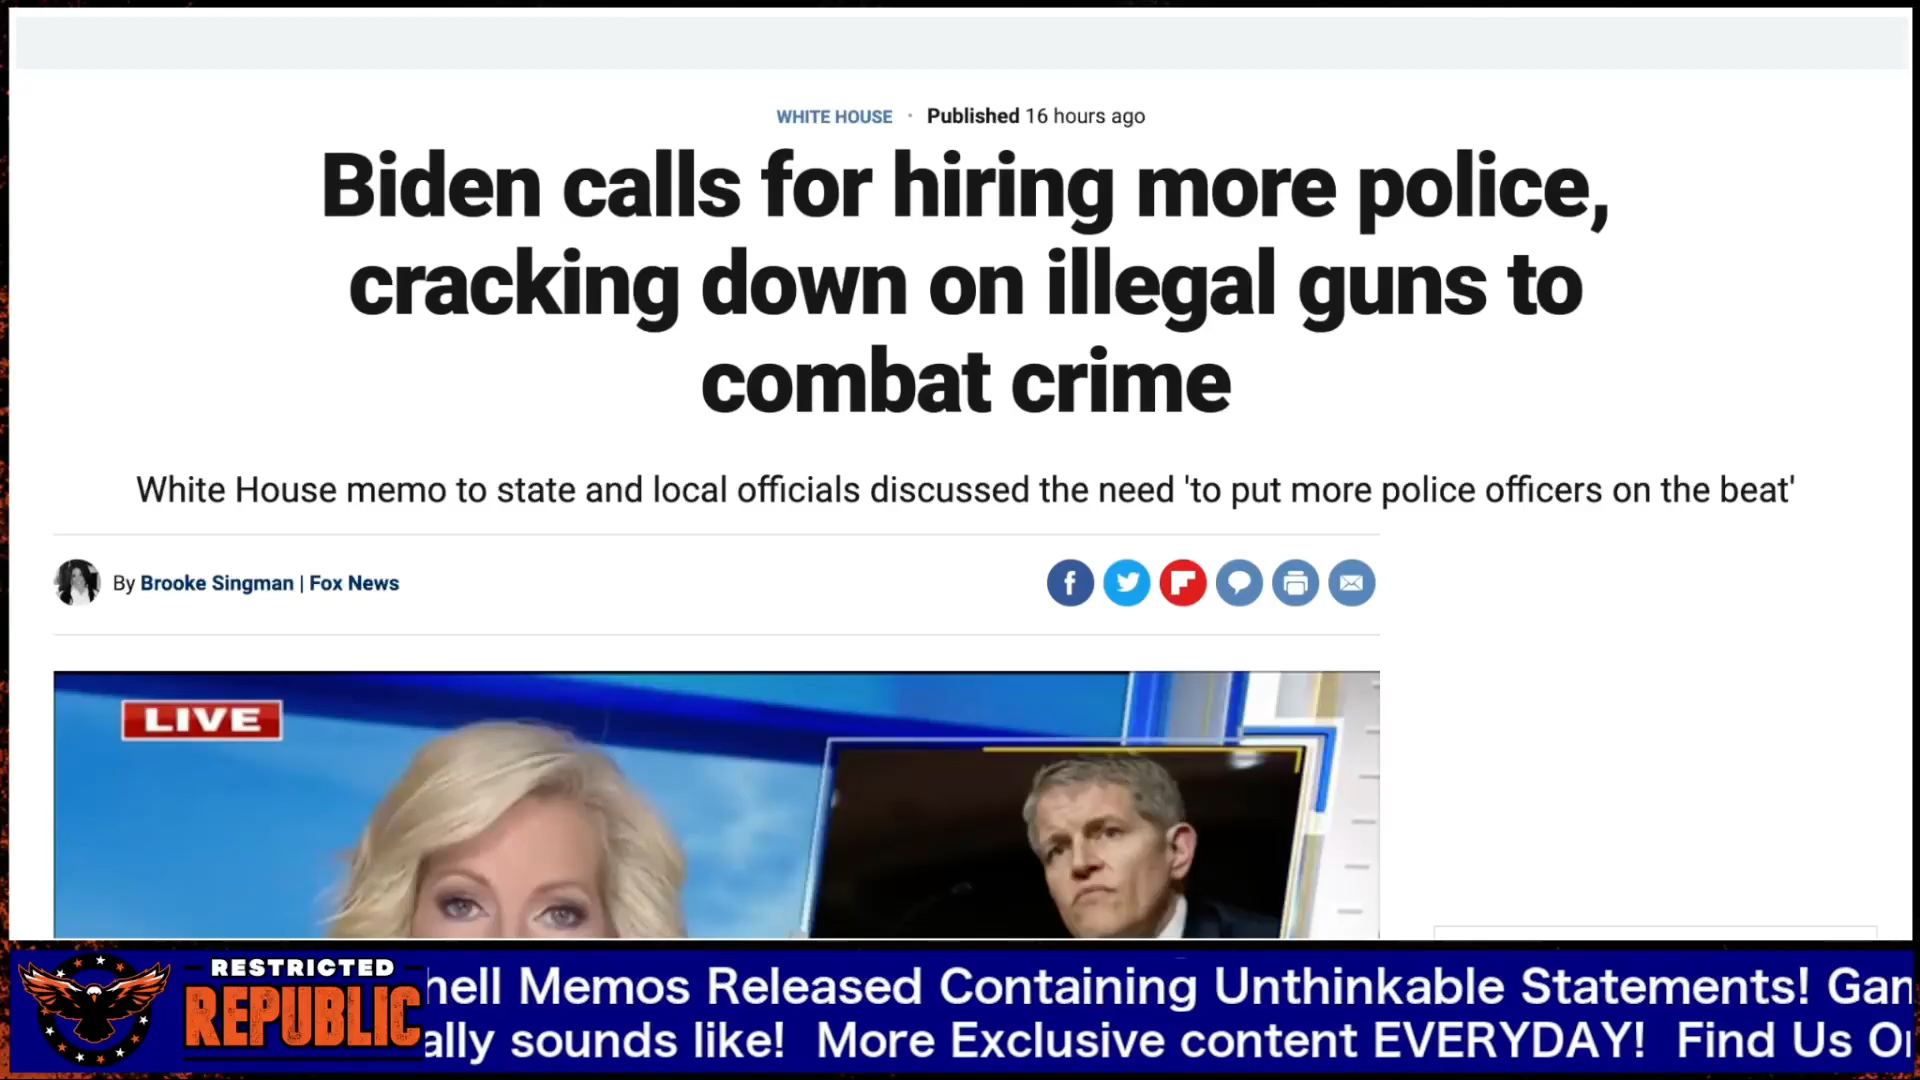 WHITE HOUSE · Published 16 hours ago
Biden calls for hiring more police,
cracking down on illegal guns to
combat crime
White House memo to state and local officials discussed the need 'to put more police officers on the beat'
By Brooke Singman | Fox News
LIVE
RESTRICTED
REPUBLIC
hell Memos Released Containing Unthinkable Statements! Gam
ally sounds like! More Exclusive content EVERYDAY! Find Us O